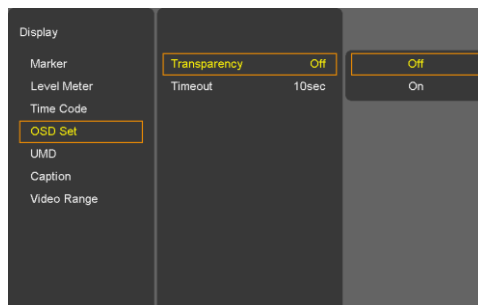 Display
Marker
Level Meter
Time Code
OSD Set
UMD
Caption
Video Range
Transparency Off
Timeout 10sec
Off
On